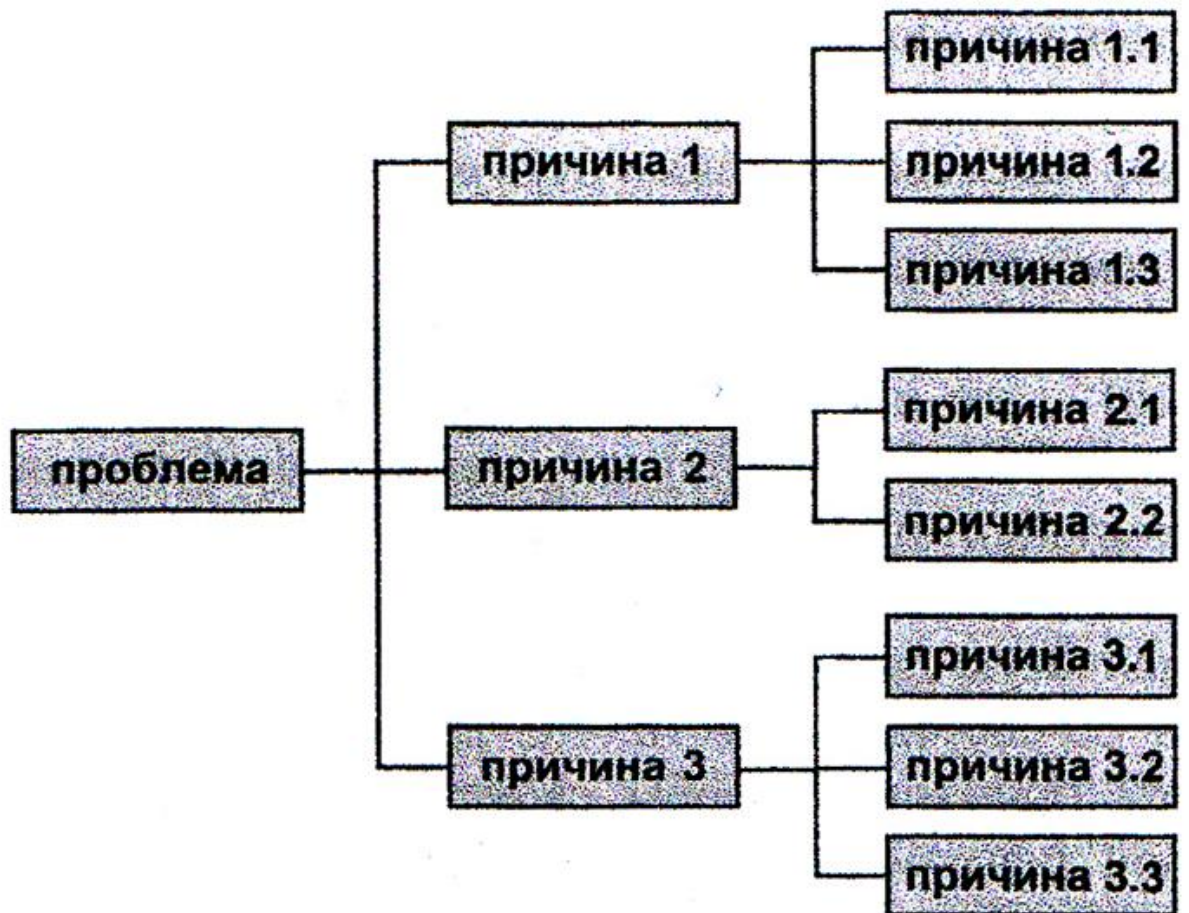 причина 1.1
причина 1
причина 1.2
причина 1.3
причина 2.1
проблема
причина 2
причина 2.2
причина 3.1
причина 3
причина 3.2
причина 3.3